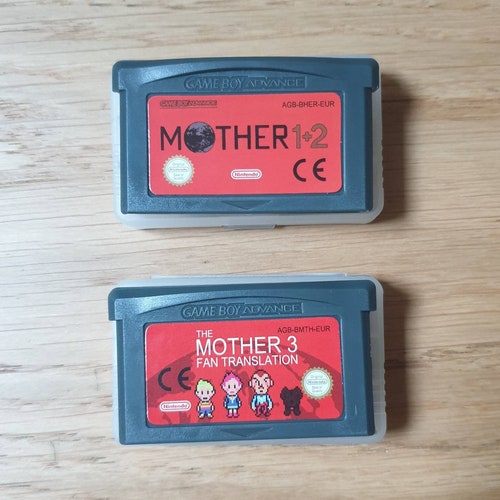 GAME BOY ADVANCE
GAME BOY ADVANCE
AGB-BHER-EUR
MOTHER 1+2
Nintendo
CE
GAME BOY ADVANCE
THE
AGB-BMTH-EUR
MOTHER 3
FAN TRANSLATION
CE
Nintendo